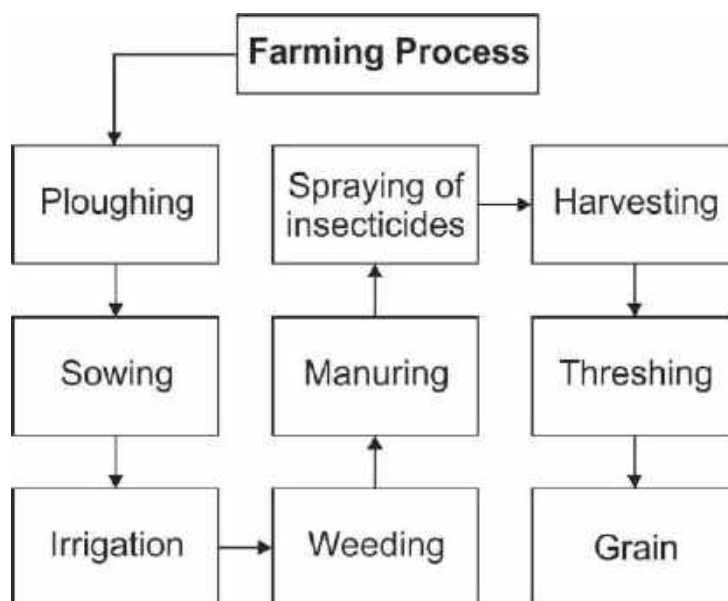 Farming Process
Ploughing
Sowing
Irrigation
Weeding
Manuring
Spraying of
insecticides
Harvesting
Threshing
Grain